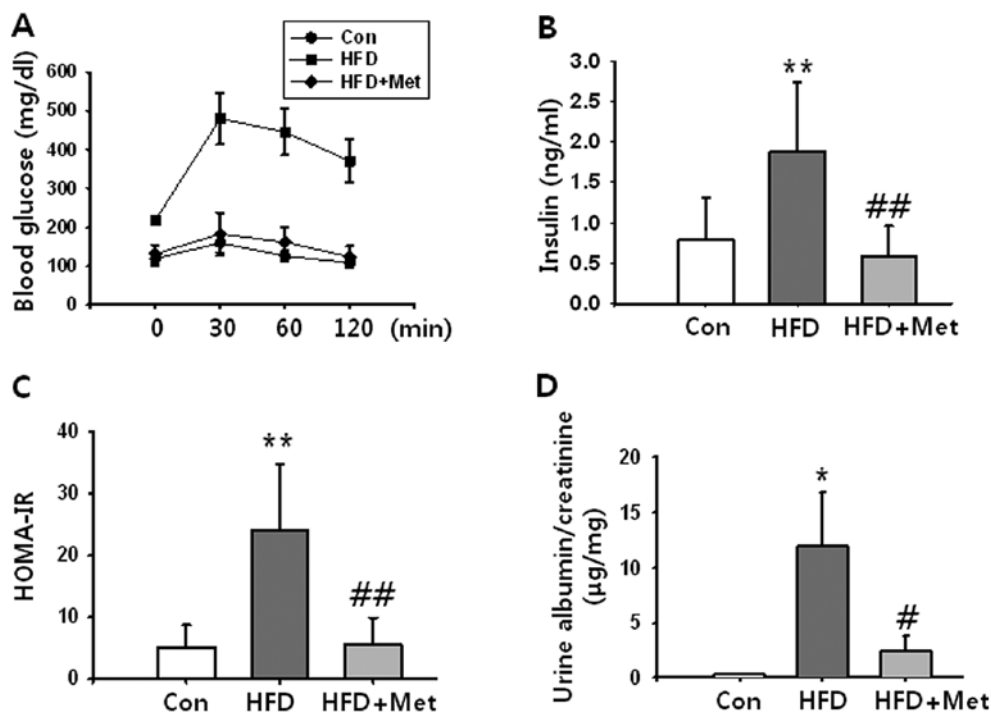 A
Con
HFD
HFD+Met
Blood glucose (mg/dl)
600
500
400
300
200
100
0
0 30 60 120 (min)
B
Insulin (ng/ml)
3.0
2.5
2.0
1.5
1.0
0.5
0.0
**
##
Con HFD HFD+Met
C
HOMA-IR
40
30
20
10
0
**
##
Con HFD HFD+Met
D
Urine albumin/creatinine
(μg/mg)
20
15
10
5
0
*
#
Con HFD HFD+Met